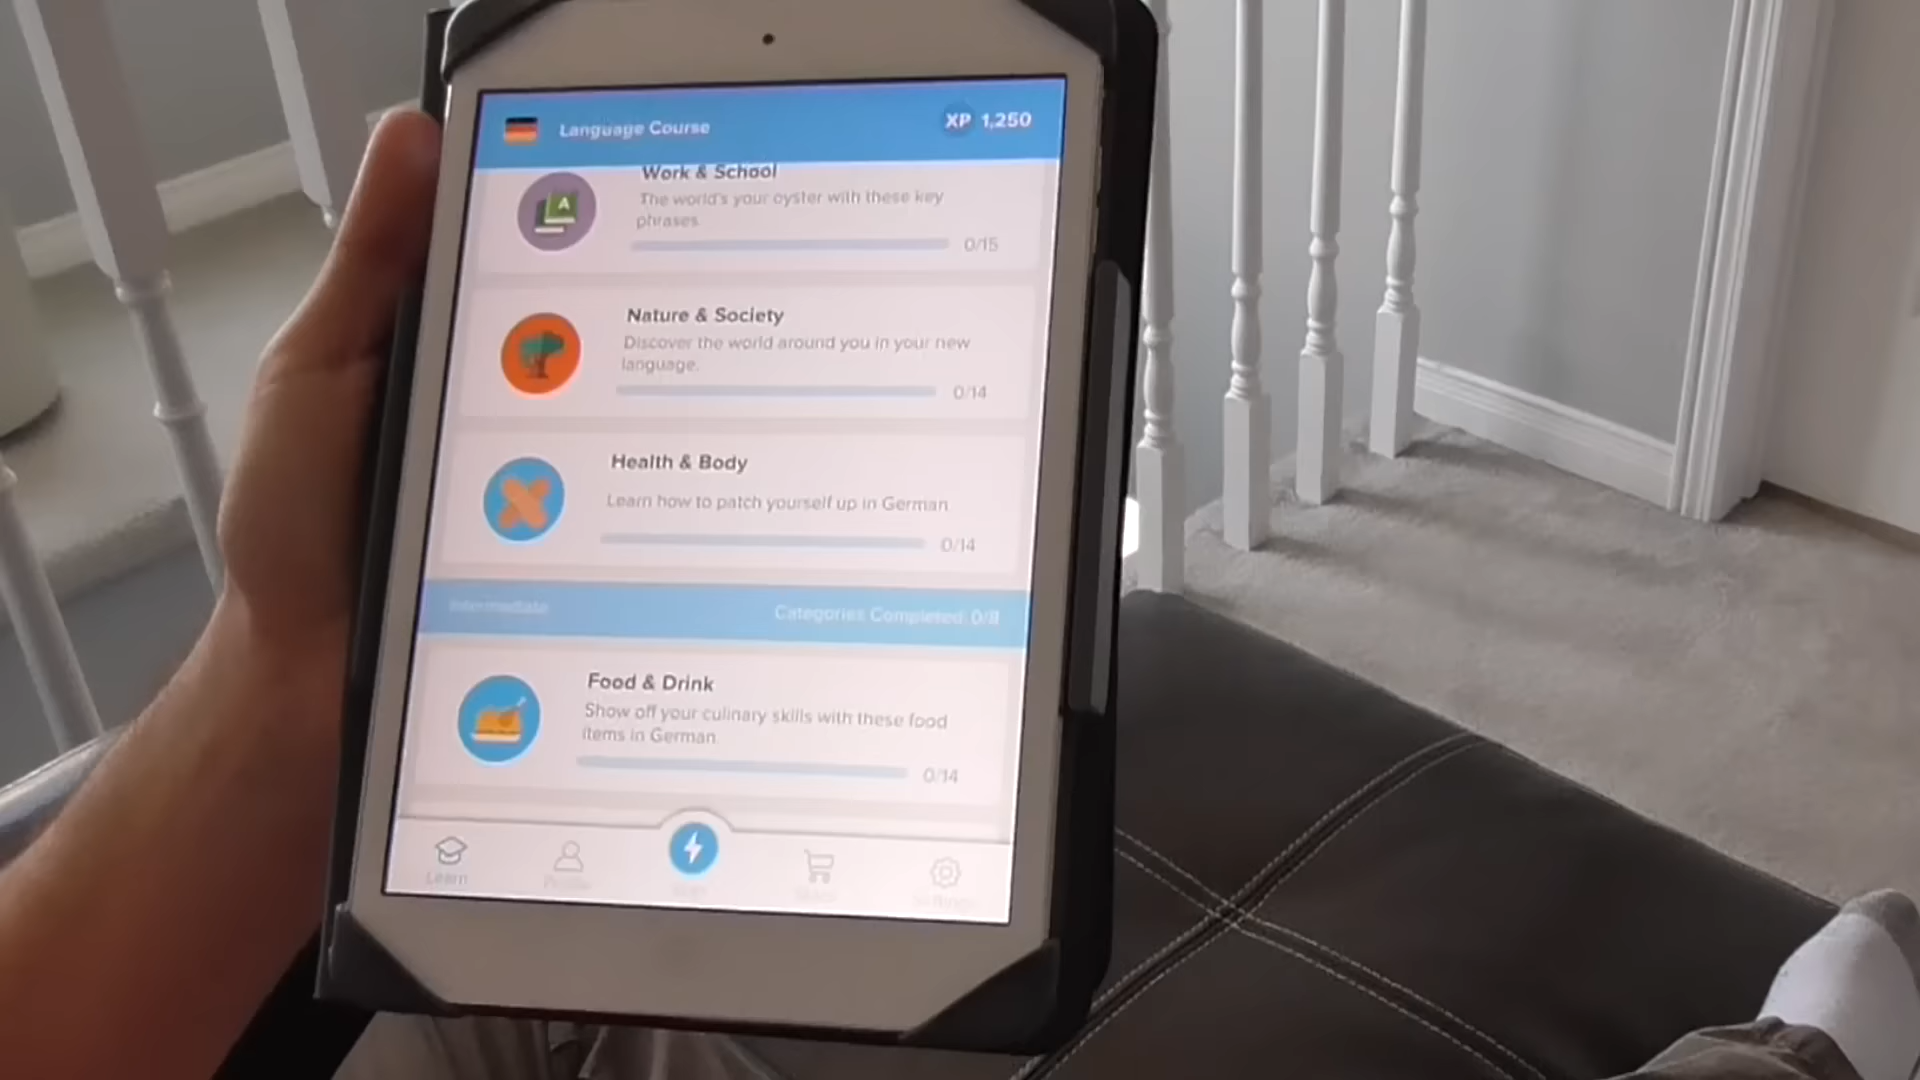 Language Course
XP 1,250
Work & School
The world's your oyster with these key
phrases.
0/15
A
Nature & Society
Discover the world around you in your new
language.
0/14
Health & Body
Learn how to patch yourself up in German
0/14
Intermediate
Categories Completed: 0/8
Food & Drink
Show off your culinary skills with these food
items in German.
0/14
Learn
Profile
Settings